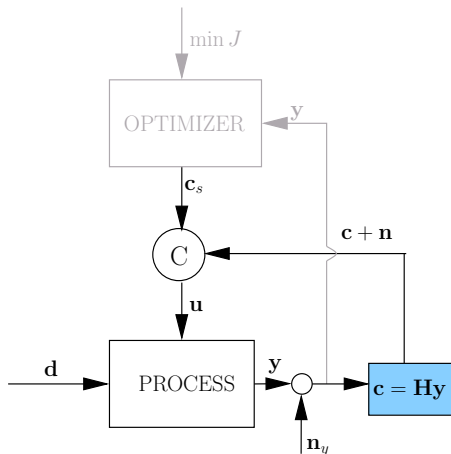 min J
OPTIMIZER
y
c_s
c + n
C
u
d
PROCESS
y
c = Hy
n_y